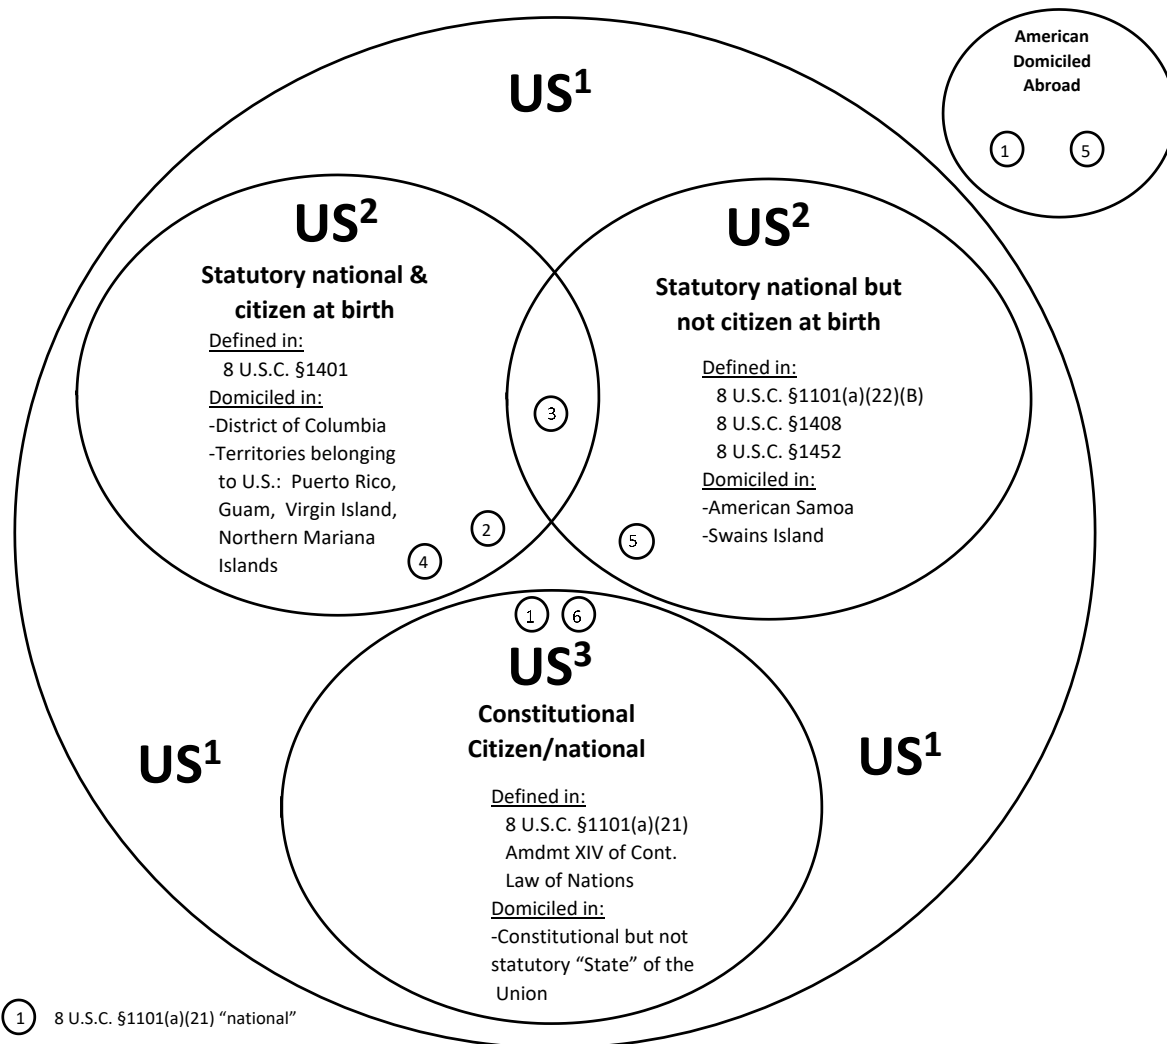 US¹
American
Domiciled
Abroad
1 5
US²
Statutory national &
citizen at birth
Defined in:
8 U.S.C. §1401
Domiciled in:
-District of Columbia
-Territories belonging
to U.S.: Puerto Rico,
Guam, Virgin Island,
Northern Mariana
Islands
2
4
3
US²
Statutory national but
not citizen at birth
Defined in:
8 U.S.C. §1101(a)(22)(B)
8 U.S.C. §1408
8 U.S.C. §1452
Domiciled in:
-American Samoa
-Swains Island
5
1 6
US³
Constitutional
Citizen/national
Defined in:
8 U.S.C. §1101(a)(21)
Amdmt XIV of Cont.
Law of Nations
Domiciled in:
-Constitutional but not
statutory “State” of the
Union
US¹
US¹
1 8 U.S.C. §1101(a)(21) “national”